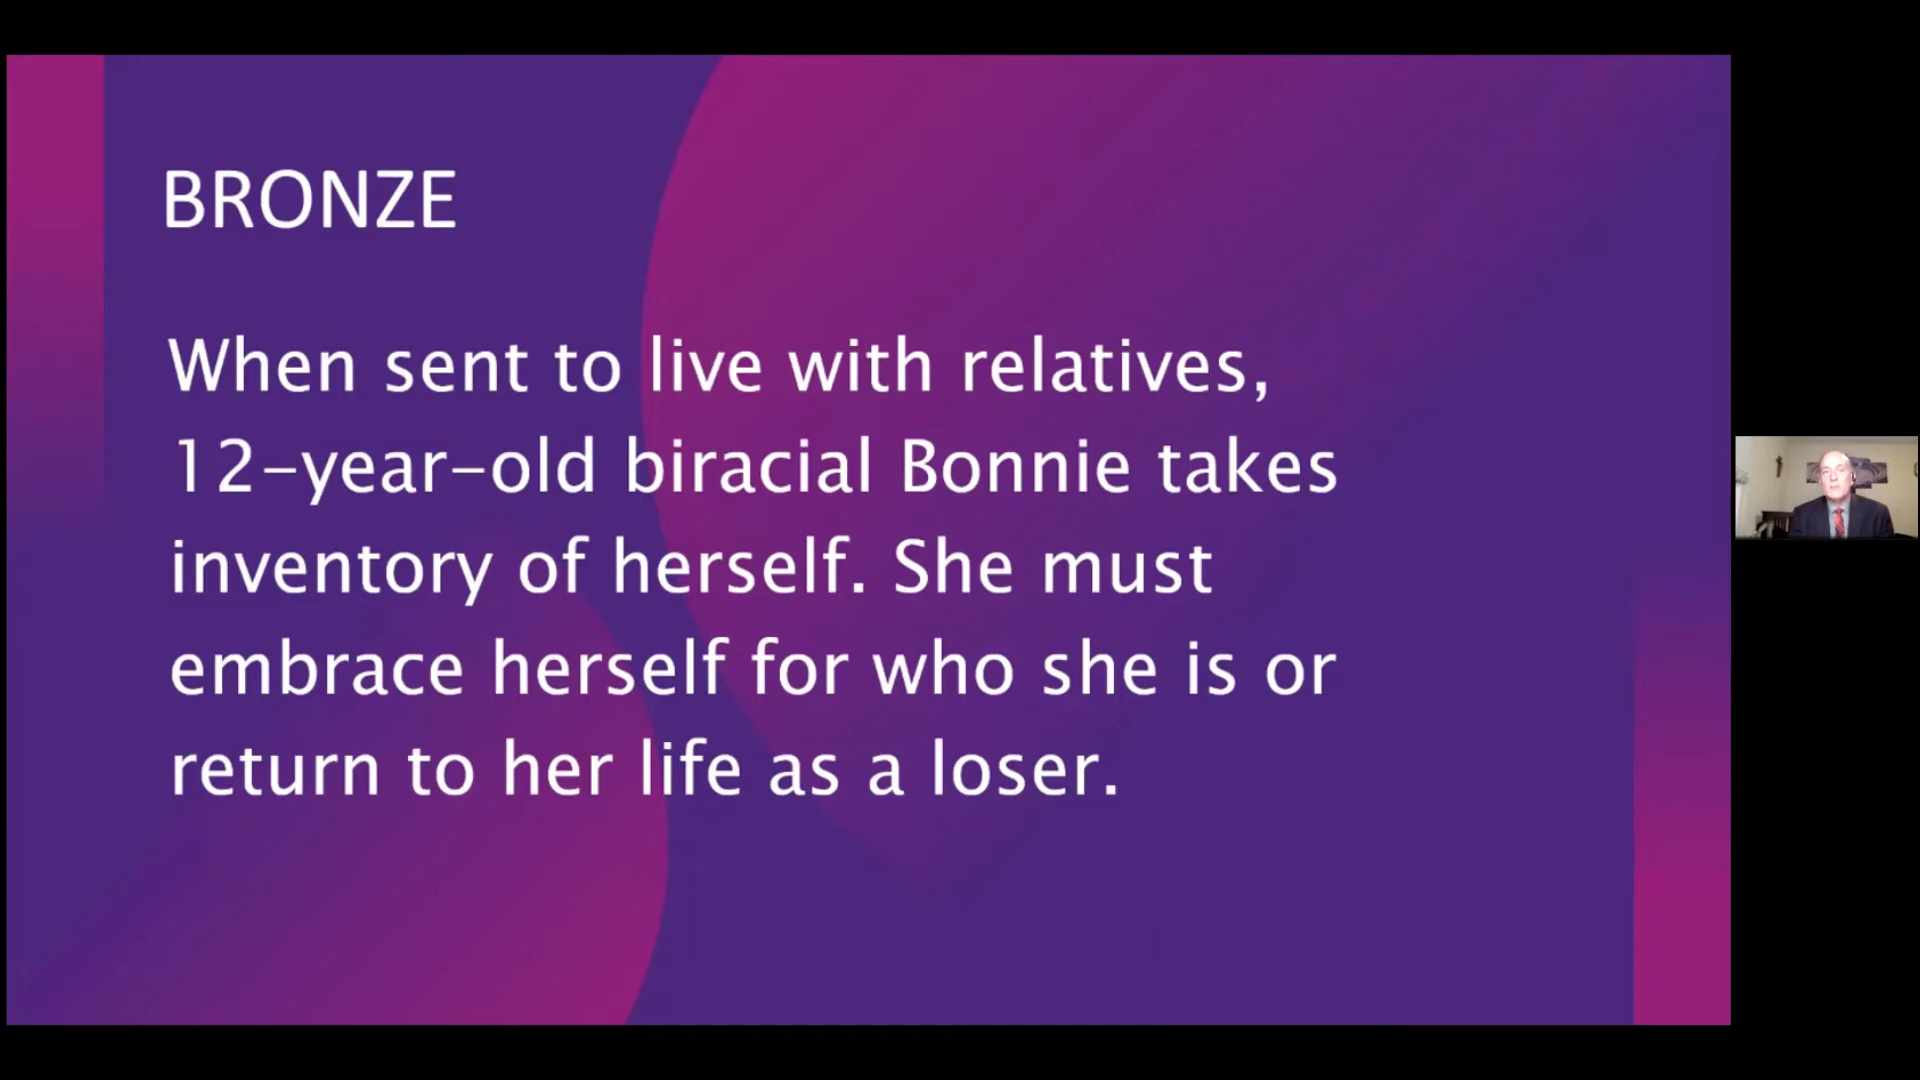 BRONZE
When sent to live with relatives,
12-year-old biracial Bonnie takes
inventory of herself. She must
embrace herself for who she is or
return to her life as a loser.